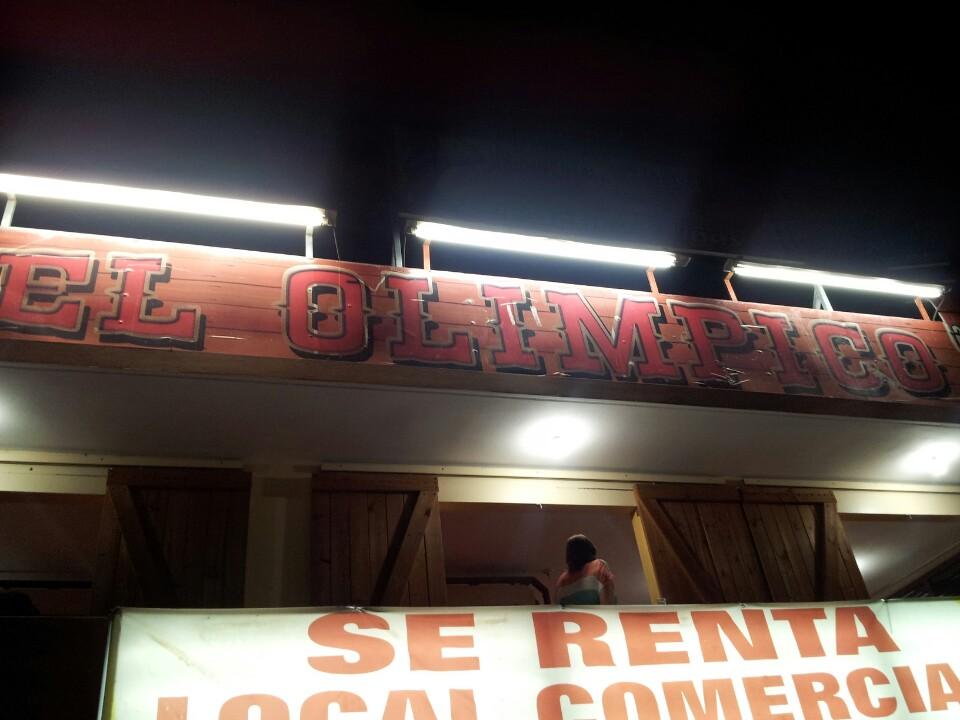 EL OLIMPICO
SE RENTA
LOCAL COMERCIA